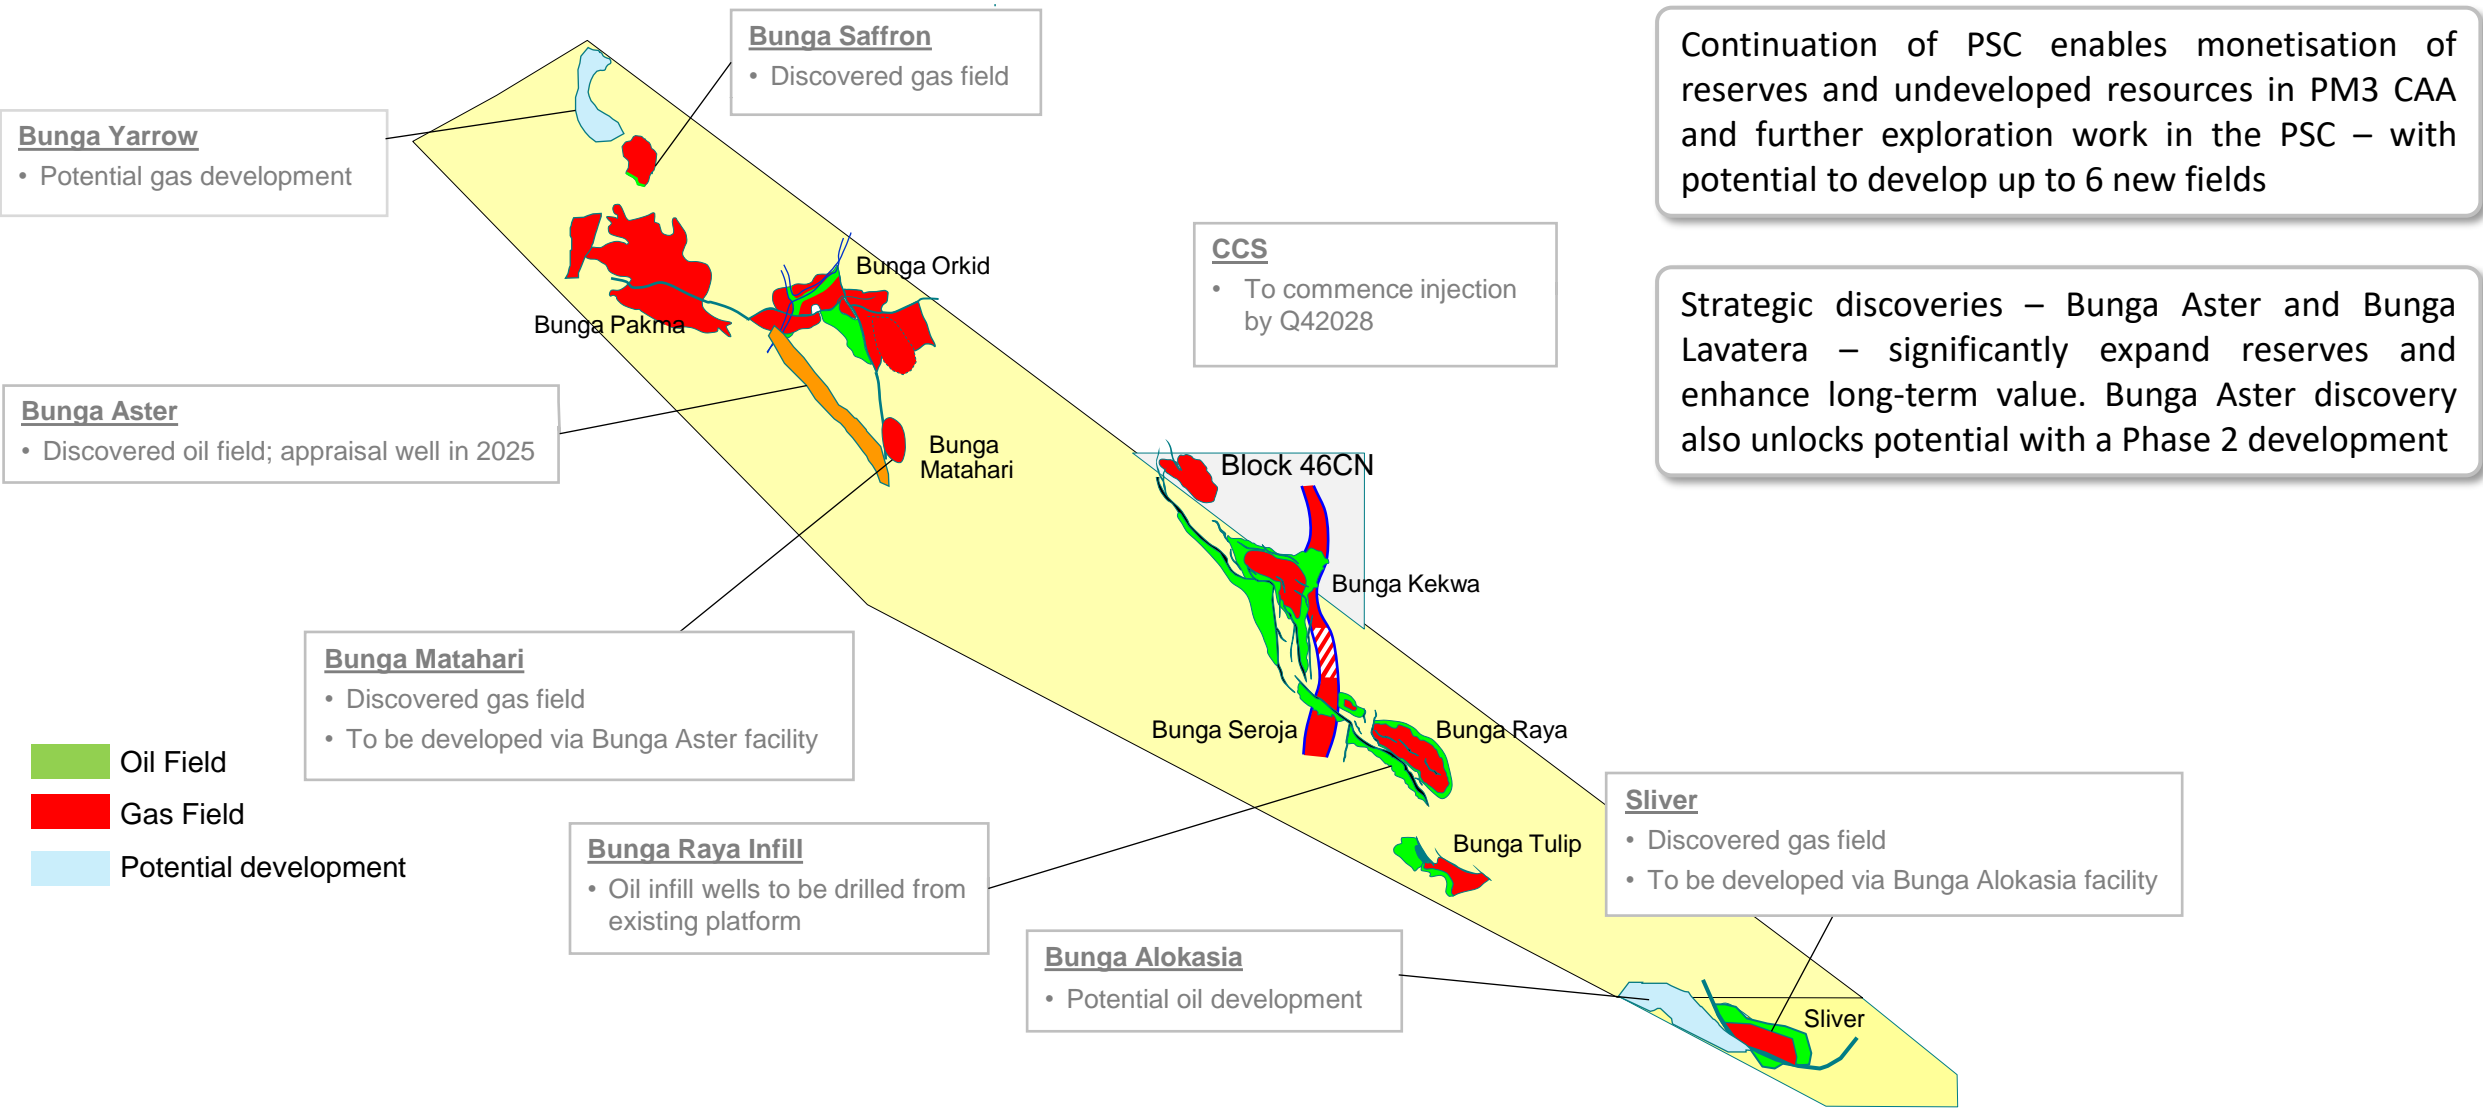 Bunga Saffron
• Discovered gas field
Continuation of PSC enables monetisation of
reserves and undeveloped resources in PM3 CAA
and further exploration work in the PSC – with
potential to develop up to 6 new fields
Bunga Yarrow
• Potential gas development
CCS
• To commence injection
by Q42028
Bunga Orkid
Bunga Pakma
Strategic discoveries – Bunga Aster and Bunga
Lavatera – significantly expand reserves and
enhance long-term value. Bunga Aster discovery
also unlocks potential with a Phase 2 development
Bunga Aster
• Discovered oil field; appraisal well in 2025
Bunga
Matahari
Block 46CN
Bunga Kekwa
Bunga Matahari
• Discovered gas field
• To be developed via Bunga Aster facility
Bunga Seroja
Bunga Raya
Oil Field
Gas Field
Potential development
Bunga Raya Infill
• Oil infill wells to be drilled from
existing platform
Bunga Tulip
Sliver
• Discovered gas field
• To be developed via Bunga Alokasia facility
Bunga Alokasia
• Potential oil development
Sliver